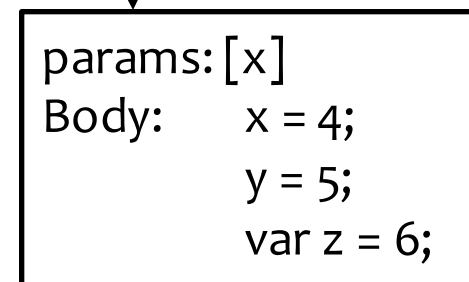 params: [x]
Body: x = 4;
y = 5;
var z = 6;